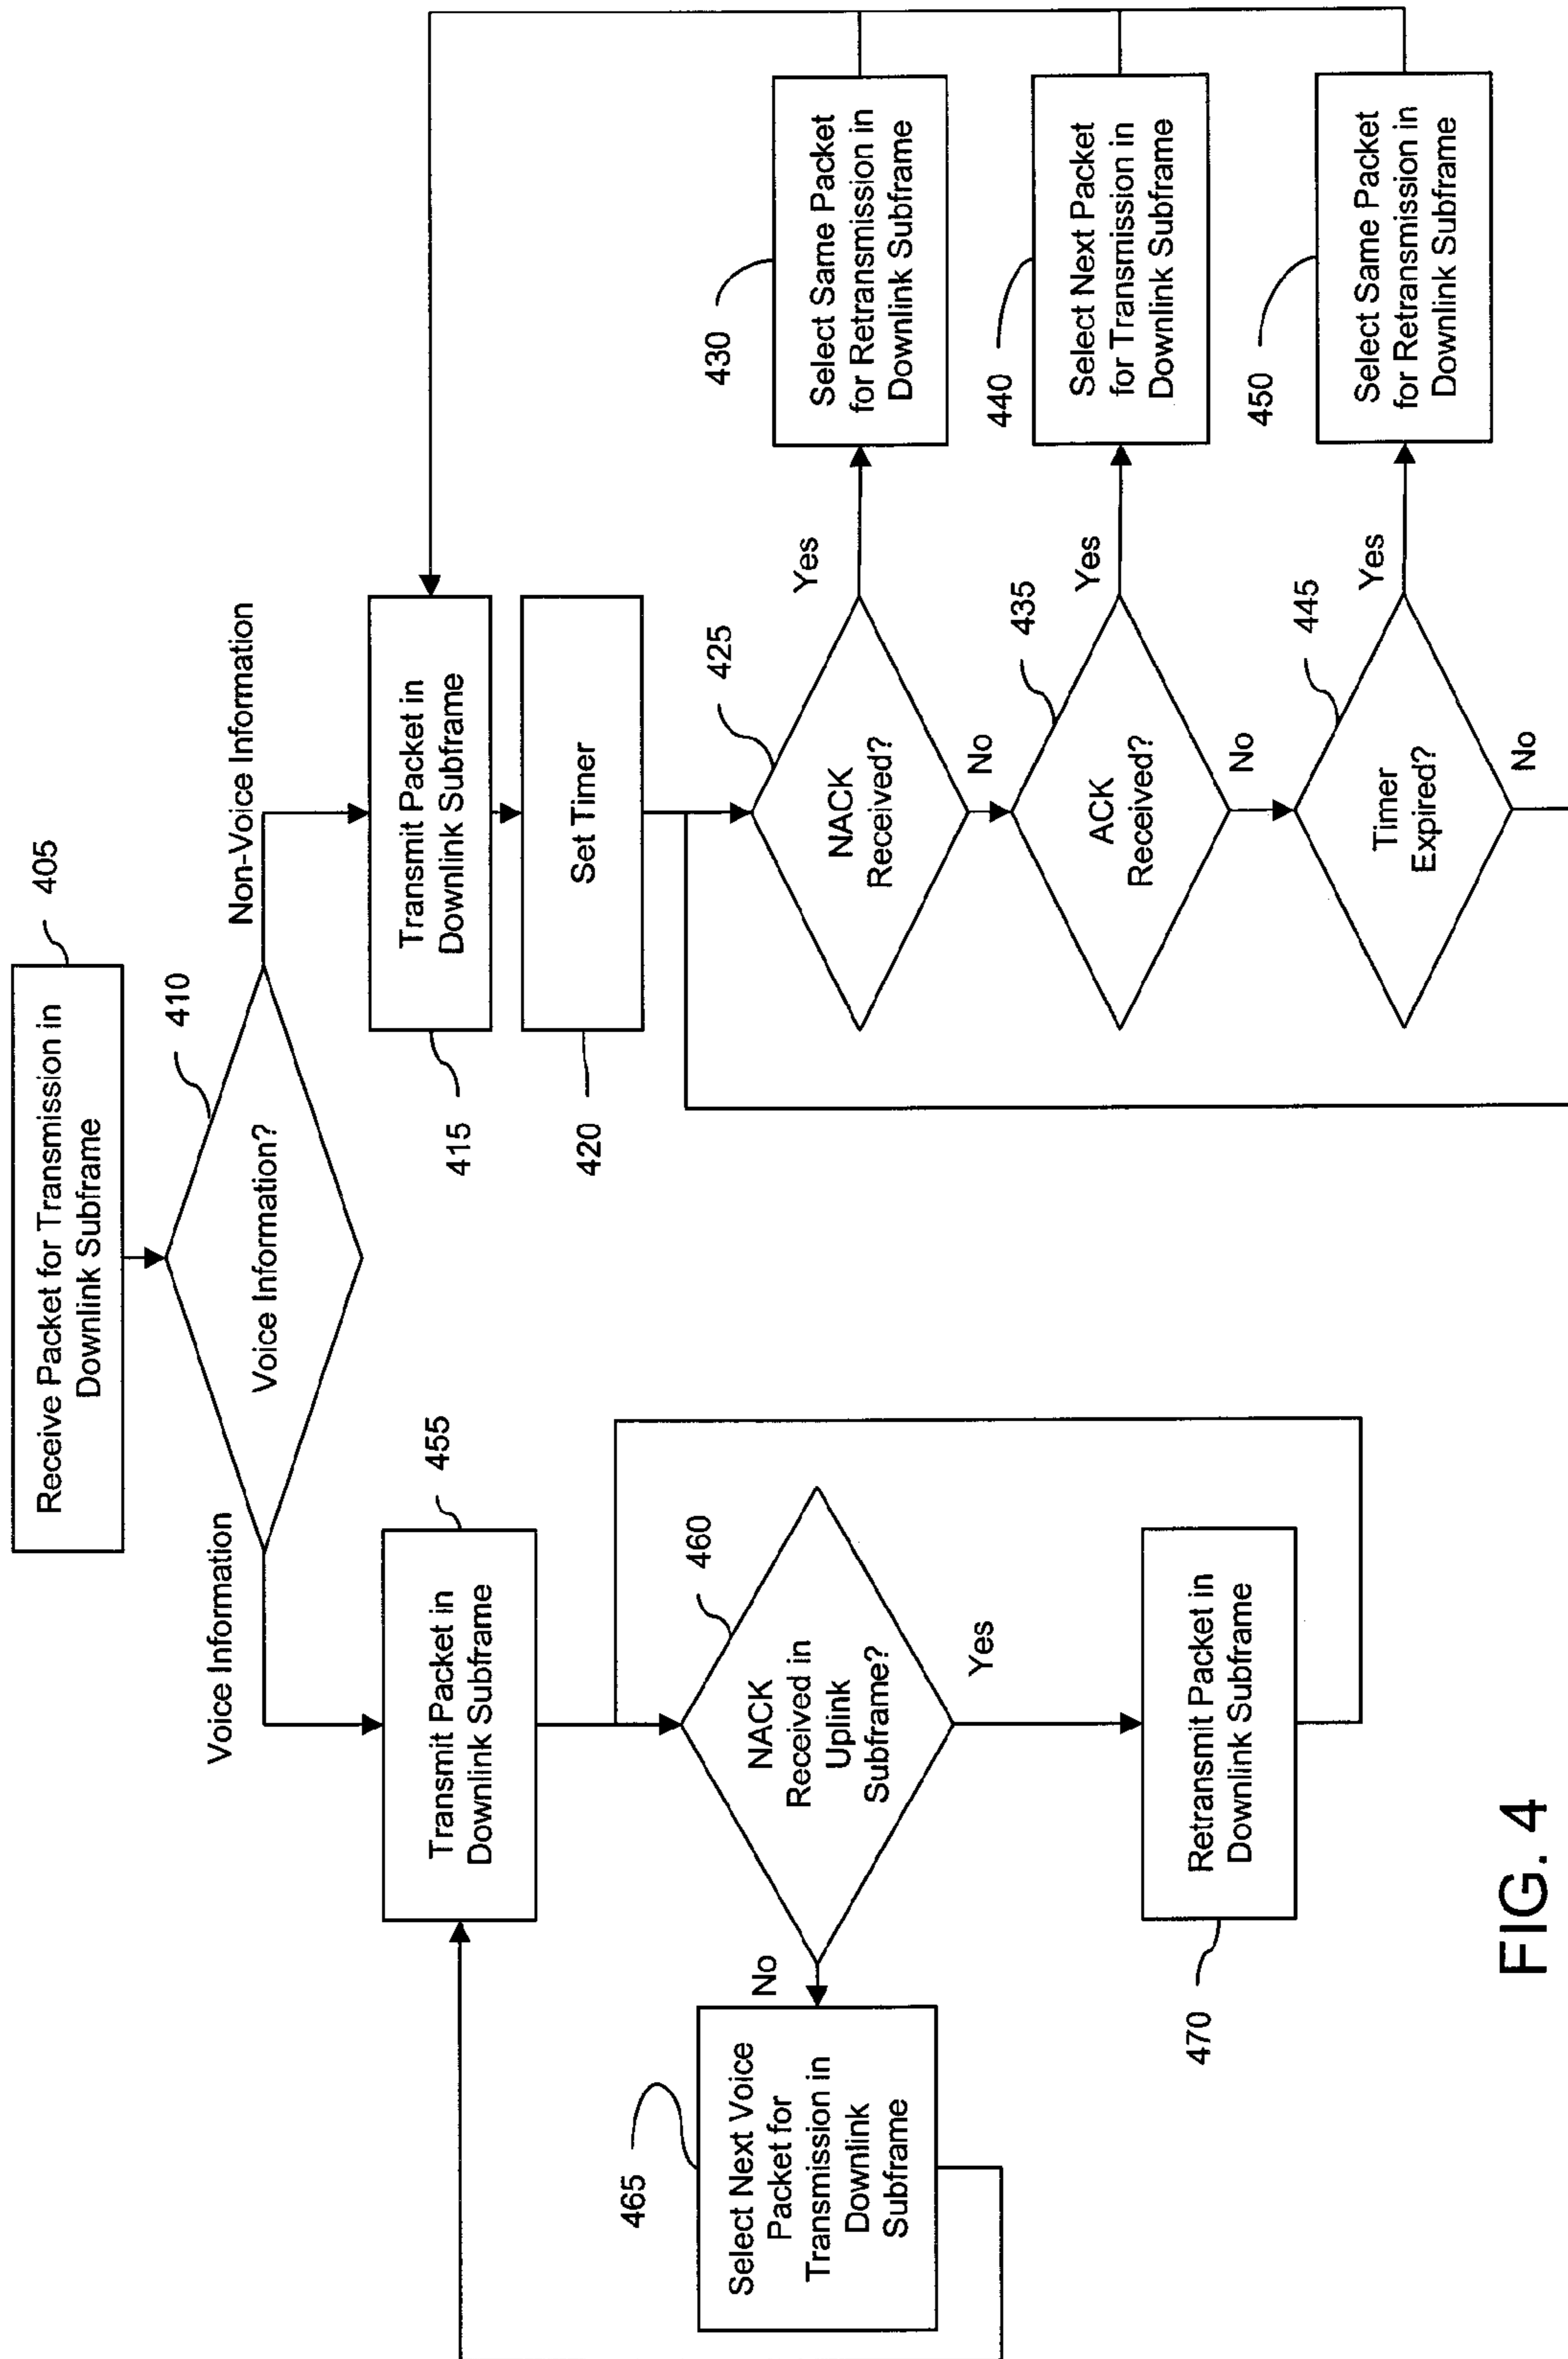 Receive Packet for Transmission in
Downlink Subframe
405
Voice Information?
410
Voice Information
Non-Voice Information
Transmit Packet in
Downlink Subframe
415
Set Timer
420
NACK
Received?
425
Yes
No
Select Same Packet
for Retransmission in
Downlink Subframe
430
ACK
Received?
435
Yes
No
Select Next Packet
for Transmission in
Downlink Subframe
440
Timer
Expired?
445
Yes
No
Select Same Packet
for Retransmission in
Downlink Subframe
450
Transmit Packet in
Downlink Subframe
455
NACK
Received in
Uplink
Subframe?
460
No
Yes
Select Next Voice
Packet for
Transmission in
Downlink
Subframe
465
Retransmit Packet in
Downlink Subframe
470
FIG. 4